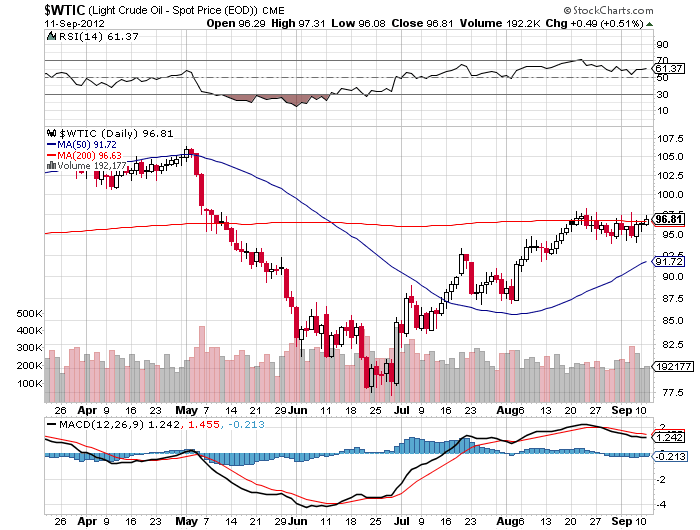 $WTIC (Light Crude Oil - Spot Price (EOD)) CME
© StockCharts.com
11-Sep-2012
Open 96.29 High 97.31 Low 96.08 Close 96.81 Volume 192.2K Chg +0.49 (+0.51%)
RSI(14) 61.37
90
70
61.37
50
30
10
$WTIC (Daily) 96.81
MA(50) 91.72
MA(200) 96.63
Volume 192,177
107.5
105.0
102.5
100.0
97.5
96.81
95.0
92.5
91.72
90.0
87.5
85.0
82.5
77.5
500K
400K
300K
200K
100K
192177
26 Apr 9 16 23 May 7 14 21 29 Jun 11 18 25 Jul 9 16 23 Aug 6 13 20 27 Sep 10
MACD(12,26,9) 1.242, 1.455, -0.213
2
1.242
-0.213
-2
-4
26 Apr 9 16 23 May 7 14 21 29 Jun 11 18 25 Jul 9 16 23 Aug 6 13 20 27 Sep 10